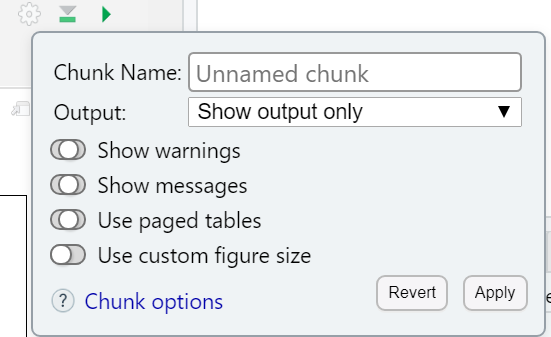 Chunk Name: Unnamed chunk
Output: Show output only
Show warnings
Show messages
Use paged tables
Use custom figure size
? Chunk options Revert Apply